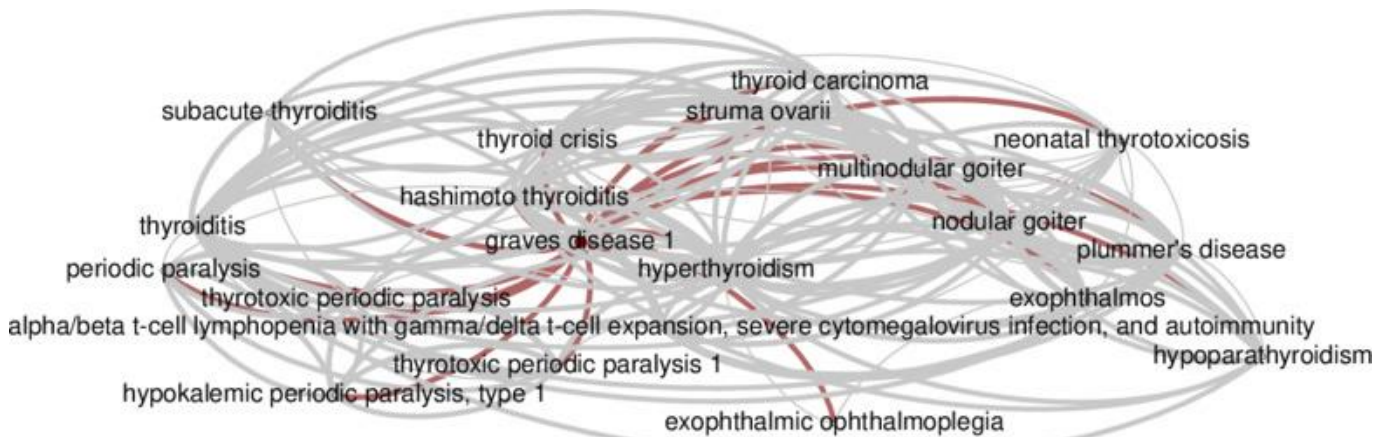 thyroid carcinoma
subacute thyroiditis
struma ovarii
thyroid crisis
neonatal thyrotoxicosis
multinodular goiter
hashimoto thyroiditis
nodular goiter
thyroiditis
graves disease 1
plummer's disease
periodic paralysis
hyperthyroidism
thyrotoxic periodic paralysis
exophthalmos
alpha/beta t-cell lymphopenia with gamma/delta t-cell expansion, severe cytomegalovirus infection, and autoimmunity
hypoparathyroidism
thyrotoxic periodic paralysis 1
hypokalemic periodic paralysis, type 1
exophthalmic ophthalmoplegia